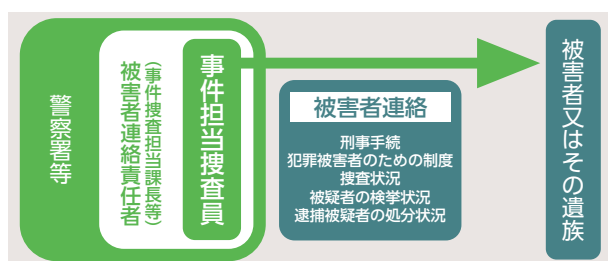 警察署等
被害者連絡責任者
（事件捜査担当課長等）
事件担当捜査員
被害者連絡
刑事手続
犯罪被害者のための制度
捜査状況
被疑者の検挙状況
逮捕被疑者の処分状況
被害者又はその遺族